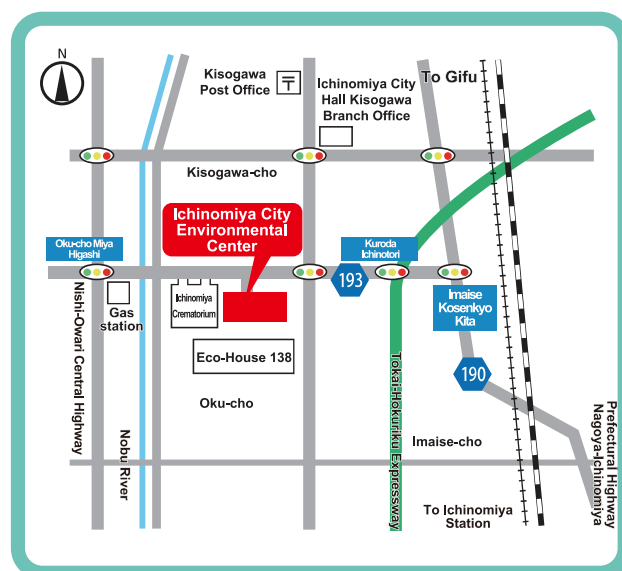 N
Kisogawa
Post Office
〒
Ichinomiya City
Hall Kisogawa
Branch Office
To Gifu
Kisogawa-cho
Ichinomiya City
Environmental
Center
Oku-cho Miya
Higashi
Kuroda
Ichinotori
193
Imaise
Kosenkyo
Kita
Gas
station
Ichinomiya
Crematorium
Eco-House 138
190
Nishi-Owari Central Highway
Nobu River
Oku-cho
Tokai-Hokuriku Expressway
Imaise-cho
Prefectural Highway
Nagoya-Ichinomiya
To Ichinomiya
Station